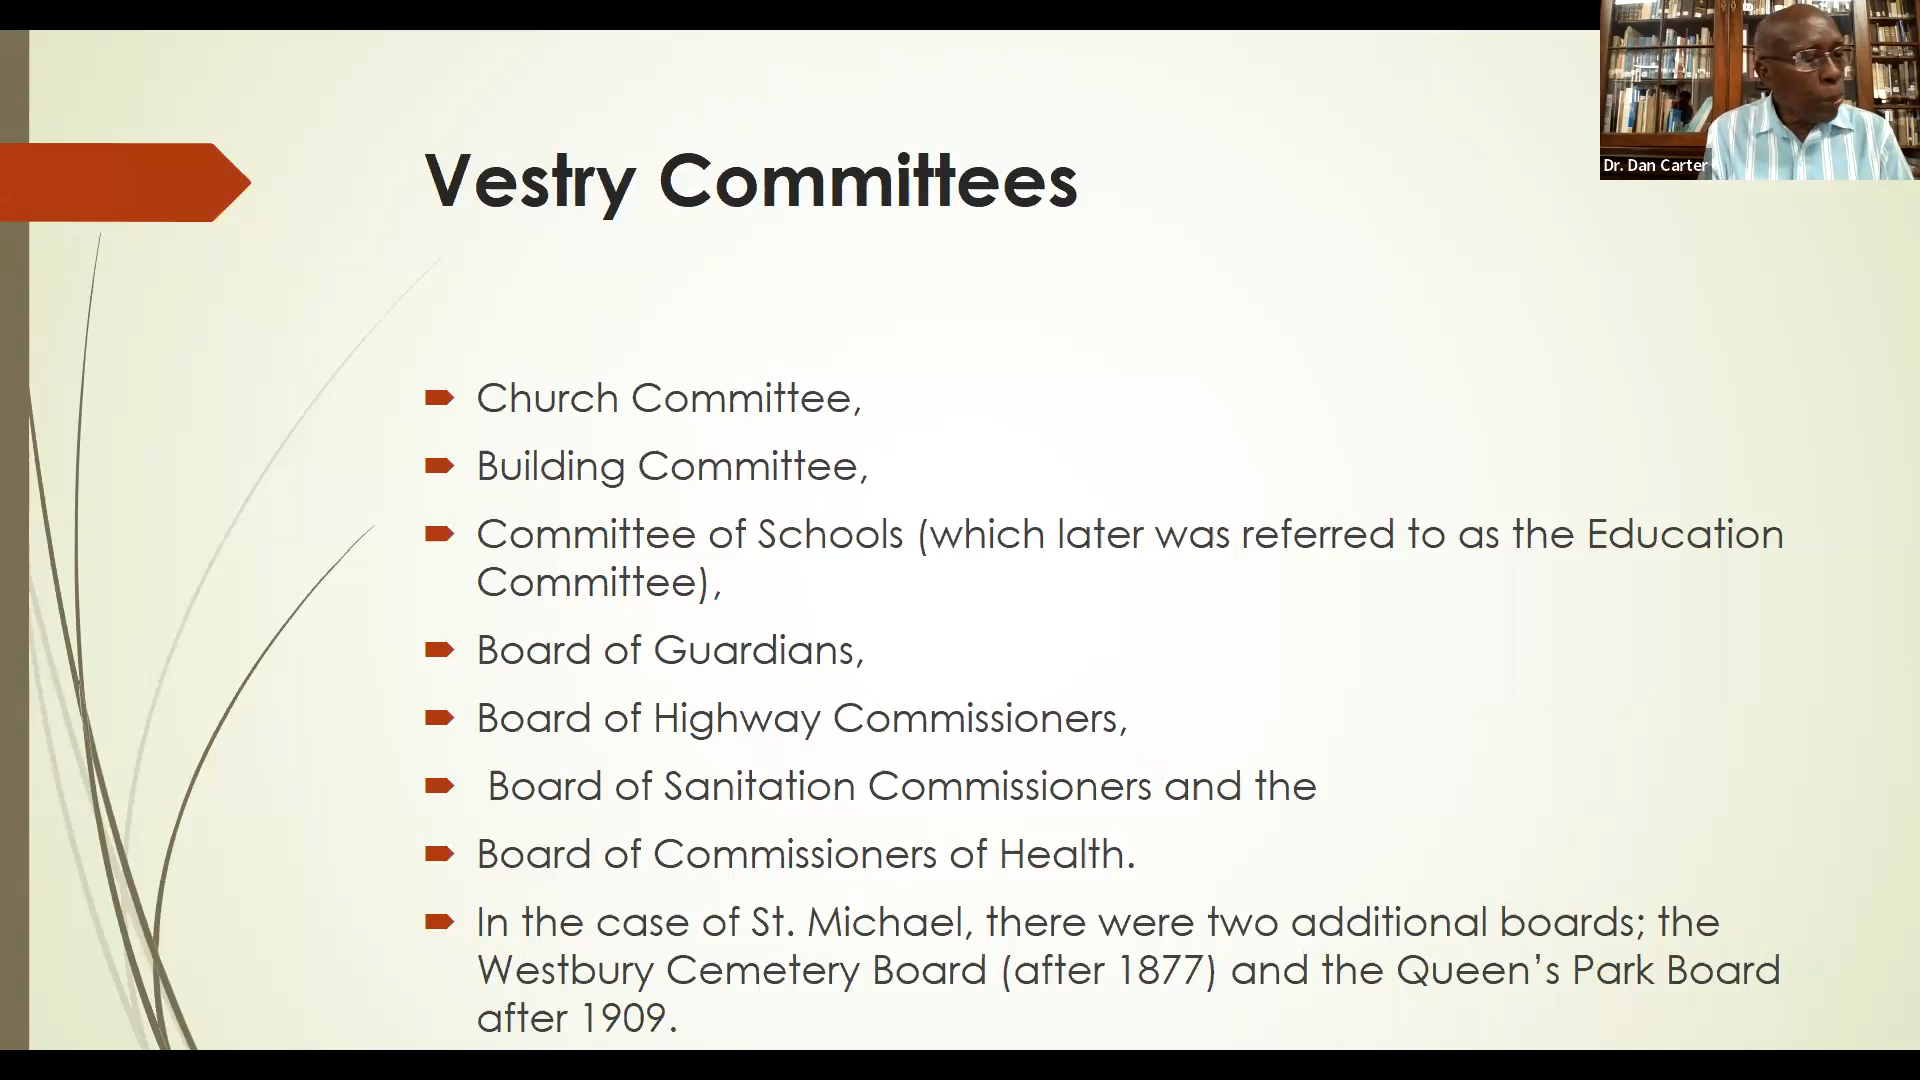 Dr. Dan Carter
Vestry Committees
Church Committee,
Building Committee,
Committee of Schools (which later was referred to as the Education
Committee),
Board of Guardians,
Board of Highway Commissioners,
Board of Sanitation Commissioners and the
Board of Commissioners of Health.
In the case of St. Michael, there were two additional boards; the
Westbury Cemetery Board (after 1877) and the Queen’s Park Board
after 1909.